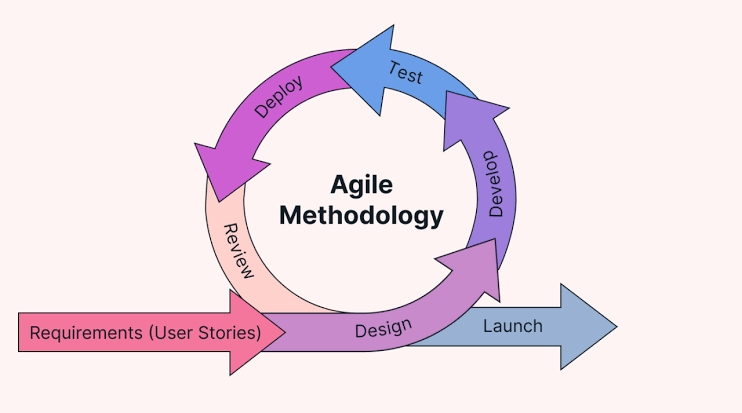 Agile
Methodology
Requirements (User Stories)
Design
Develop
Test
Deploy
Review
Launch